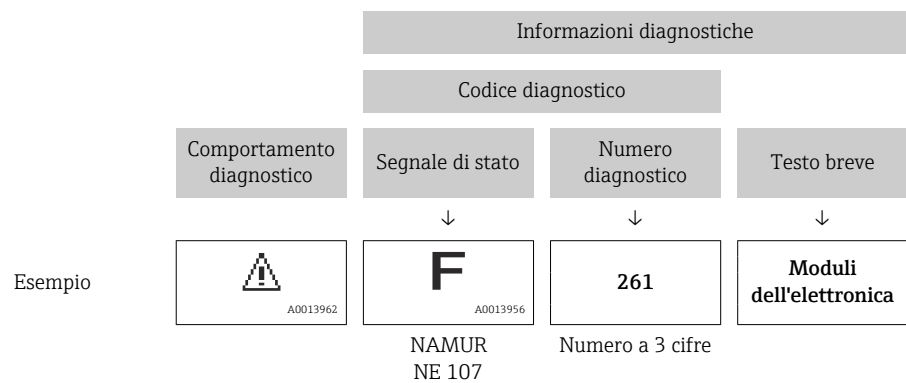 Informazioni diagnostiche
Codice diagnostico
Comportamento
diagnostico
Segnale di stato
Numero
diagnostico
Testo breve
↓
↓
↓
Esempio
A0013962
F
A0013956
261
Moduli
dell'elettronica
NAMUR
NE 107
Numero a 3 cifre